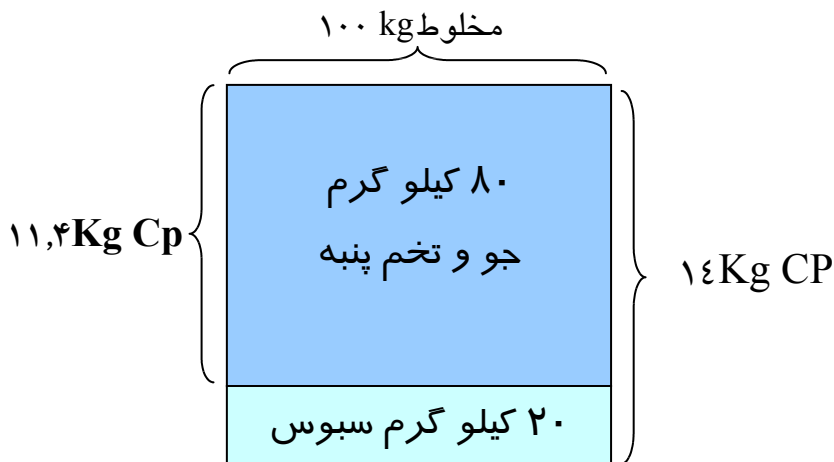 ۱۰۰ kg مخلوط
۸۰ کیلو گرم
جو و تخم پنبه
۱۱,۴Kg Cp
۱٤Kg CP
۲۰ کیلو گرم سبوس